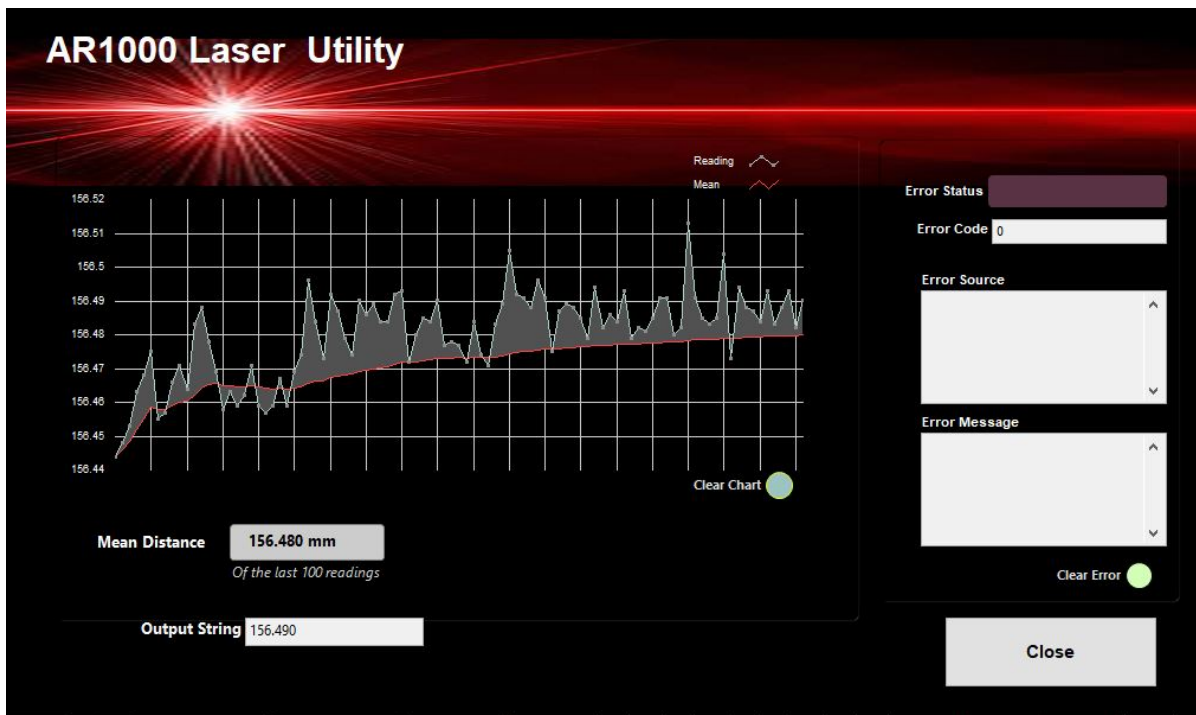 AR1000 Laser Utility
Reading
Mean
156.52
156.51
156.5
156.49
156.48
156.47
156.46
156.45
156.44
Clear Chart
Mean Distance
156.480 mm
Of the last 100 readings
Output String
156.490
Error Status
Error Code
0
Error Source
Error Message
Clear Error
Close